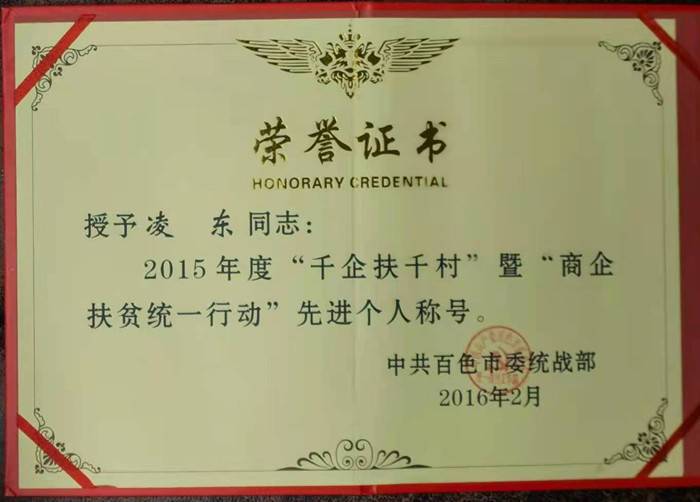 荣誉证书
HONORARY CREDENTIAL
授予凌 东同志：
2015年度“千企扶千村”暨“商企
扶贫统一行动”先进个人称号。
中共百色市委统战部
2016年2月